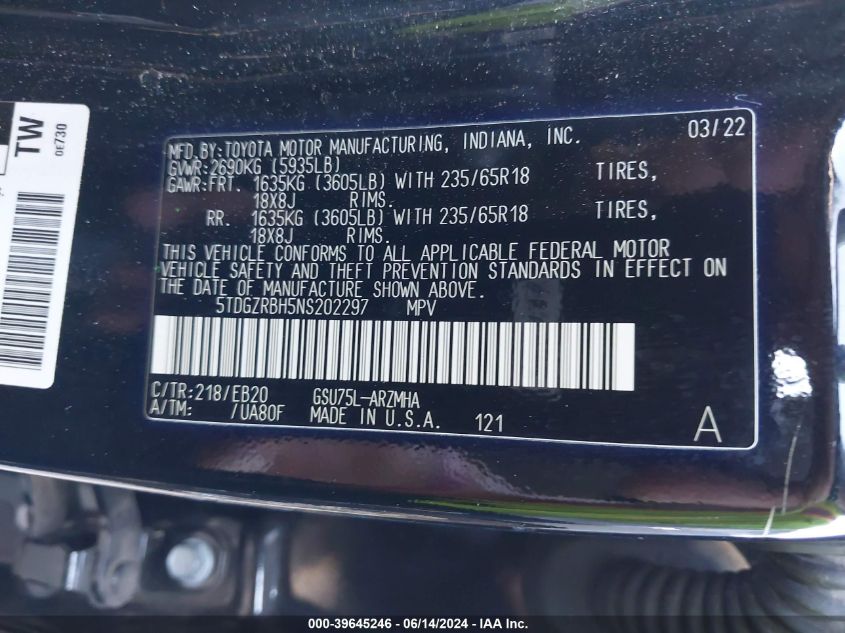 TW
0E730
MFD.BY:TOYOTA MOTOR MANUFACTURING, INDIANA, INC. 03/22
GVWR:2690KG (5935LB)
GAWR:FRT. 1635KG (3605LB) WITH 235/65R18 TIRES,
18X8J RIMS.
RR. 1635KG (3605LB) WITH 235/65R18 TIRES,
18X8J RIMS.
THIS VEHICLE CONFORMS TO ALL APPLICABLE FEDERAL MOTOR
VEHICLE SAFETY AND THEFT PREVENTION STANDARDS IN EFFECT ON
THE DATE OF MANUFACTURE SHOWN ABOVE.
5TDGZRBH5NS202297 MPV
C/TR:218/EB20 GSU75L-ARZMHA
A/TM: /UA80F MADE IN U.S.A. 121 A
000-39645246 - 06/14/2024 - IAA Inc.